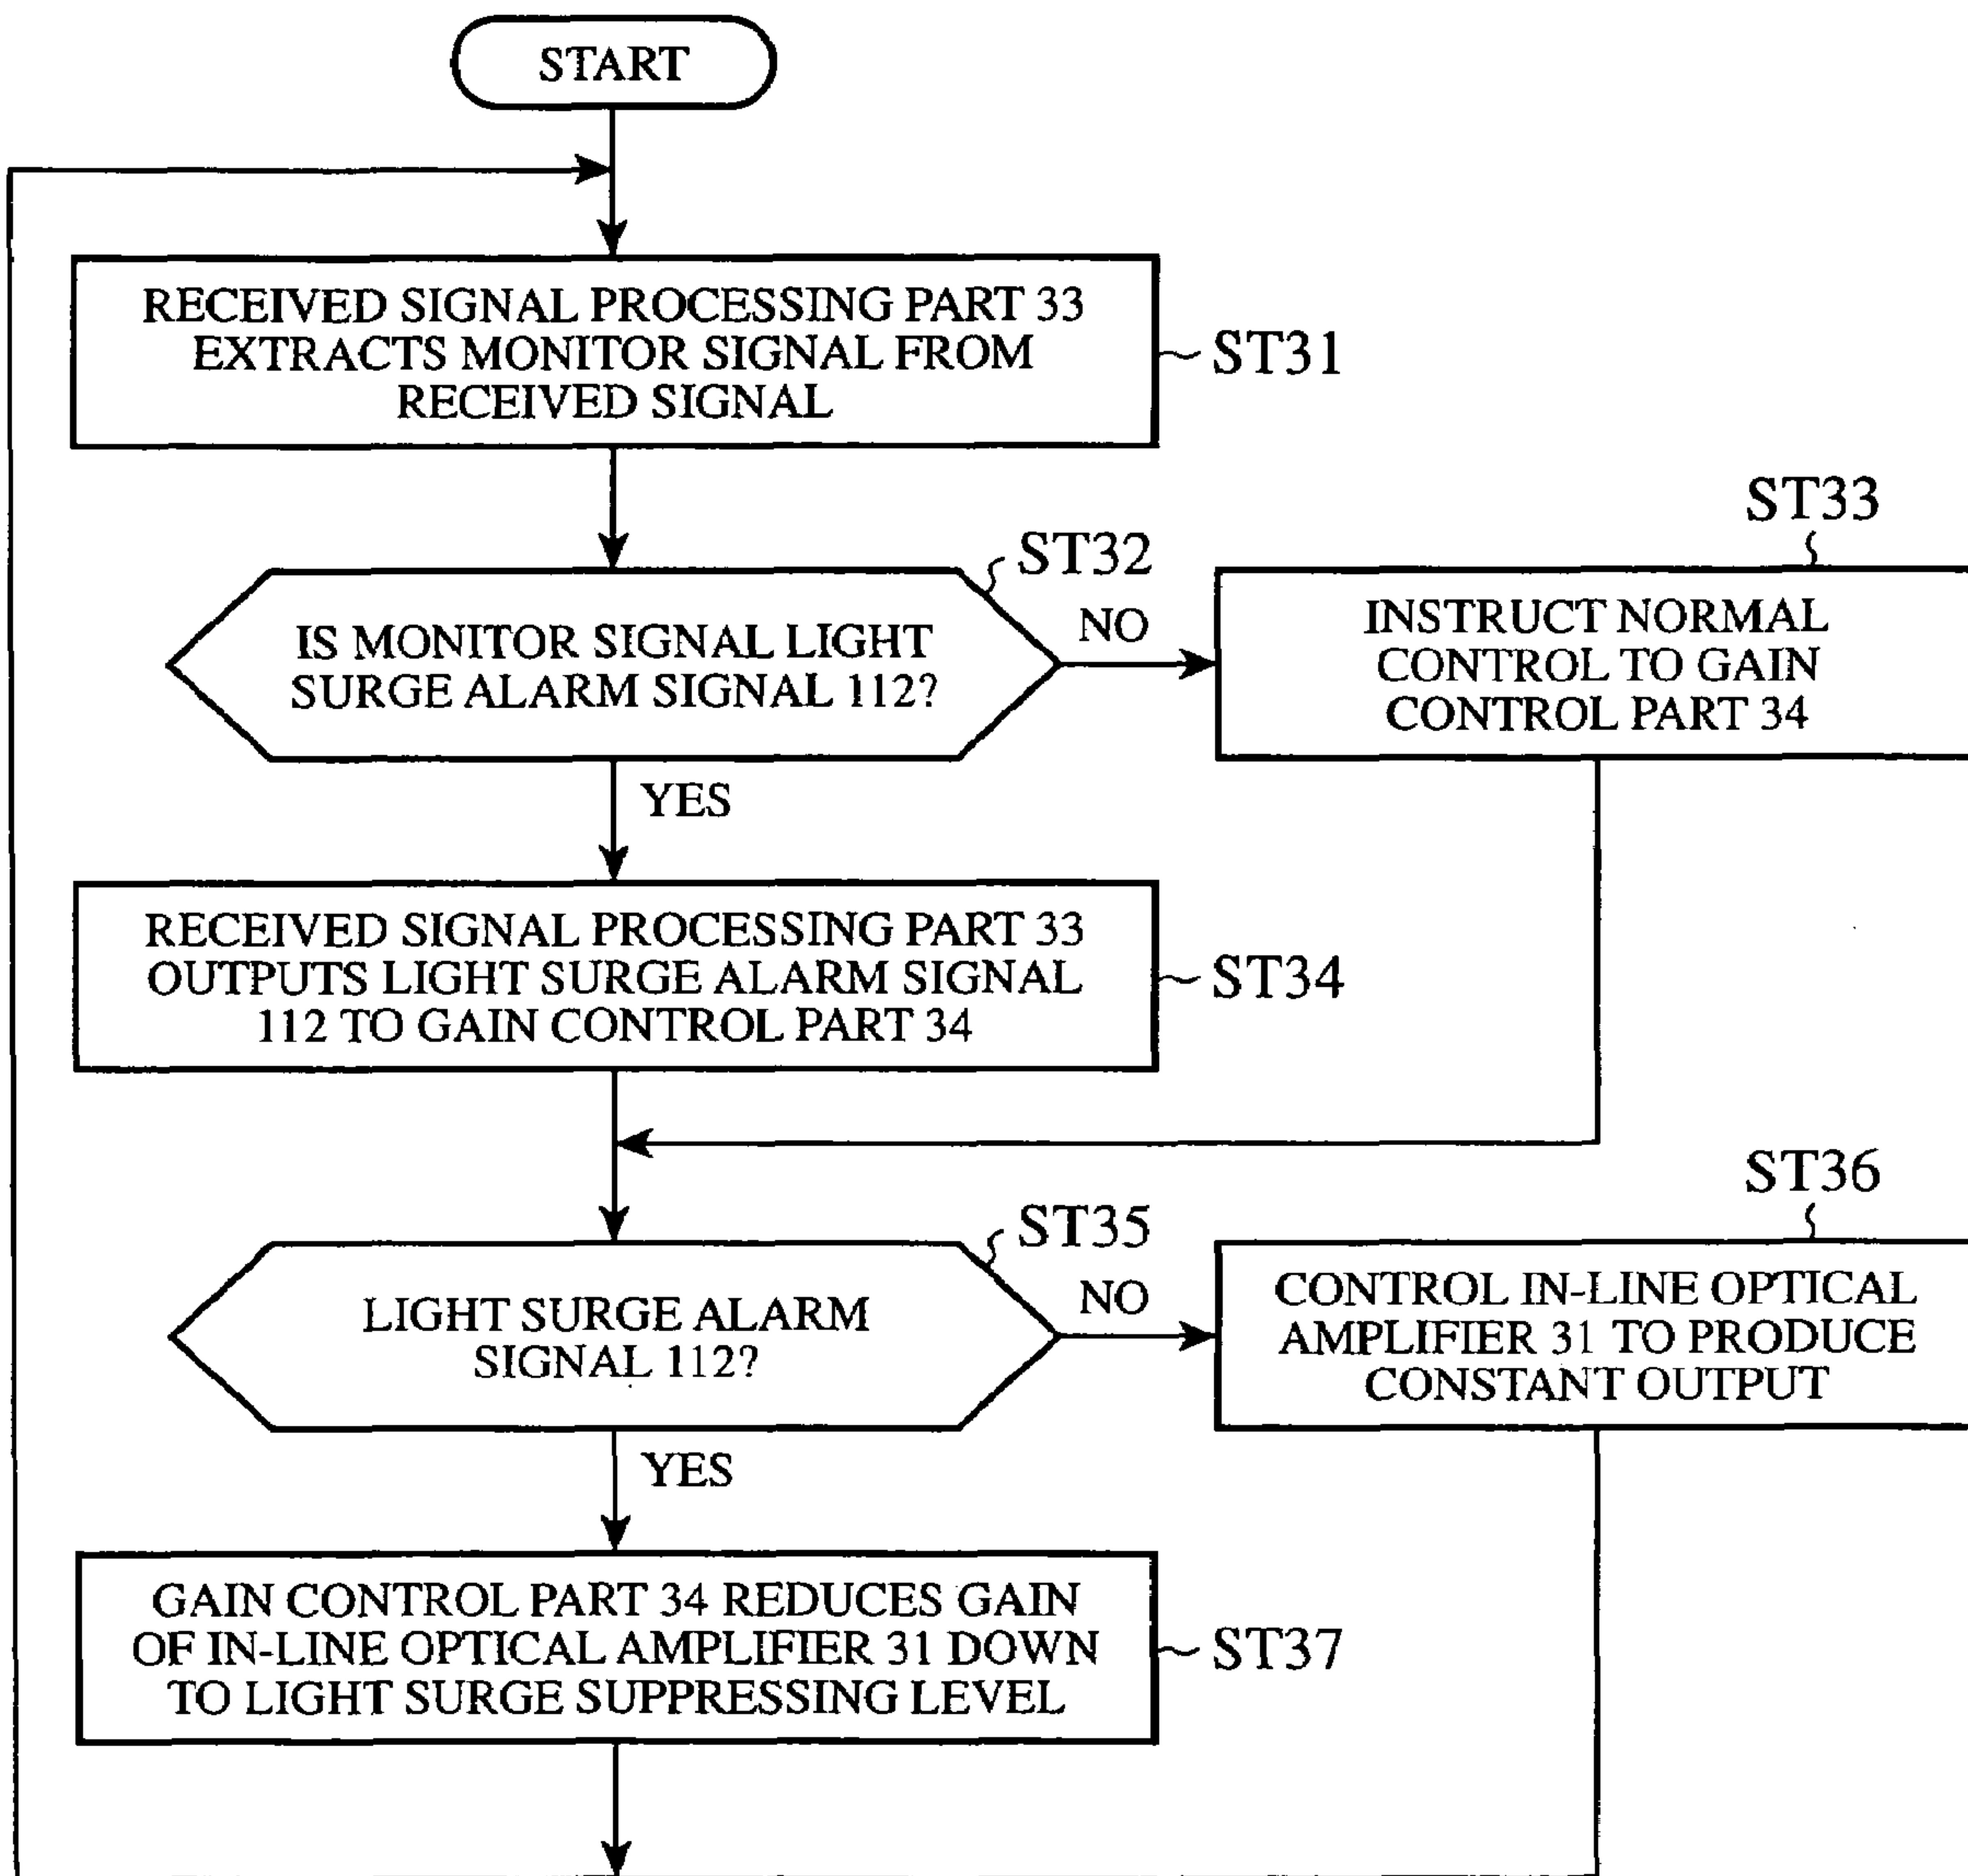 START
RECEIVED SIGNAL PROCESSING PART 33
EXTRACTS MONITOR SIGNAL FROM
RECEIVED SIGNAL
ST31
ST32
IS MONITOR SIGNAL LIGHT
SURGE ALARM SIGNAL 112?
NO
ST33
INSTRUCT NORMAL
CONTROL TO GAIN
CONTROL PART 34
YES
RECEIVED SIGNAL PROCESSING PART 33
OUTPUTS LIGHT SURGE ALARM SIGNAL
112 TO GAIN CONTROL PART 34
ST34
ST35
LIGHT SURGE ALARM
SIGNAL 112?
NO
ST36
CONTROL IN-LINE OPTICAL
AMPLIFIER 31 TO PRODUCE
CONSTANT OUTPUT
YES
GAIN CONTROL PART 34 REDUCES GAIN
OF IN-LINE OPTICAL AMPLIFIER 31 DOWN
TO LIGHT SURGE SUPPRESSING LEVEL
ST37